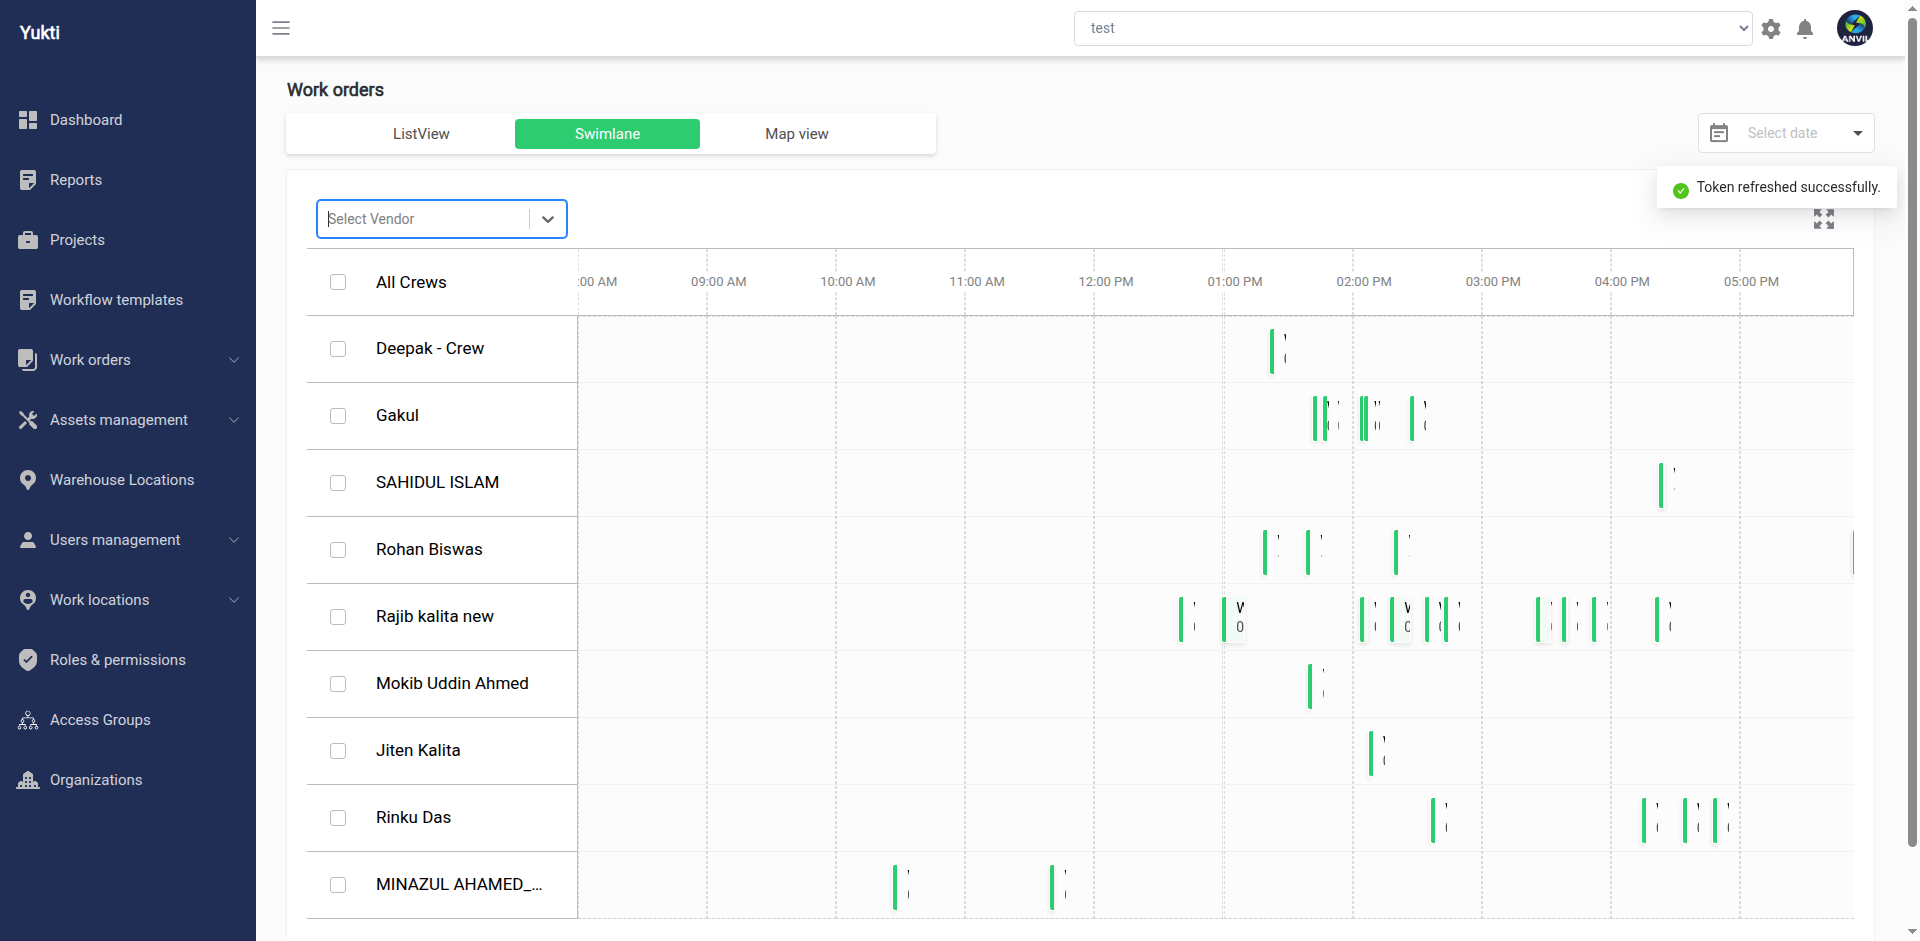 Yukti
test
ANVIL
Dashboard
Reports
Projects
Workflow templates
Work orders
Assets management
Warehouse Locations
Users management
Work locations
Roles & permissions
Access Groups
Organizations
Work orders
ListView
Swimlane
Map view
Select date
Token refreshed successfully.
Select Vendor
All Crews
:00 AM
09:00 AM
10:00 AM
11:00 AM
12:00 PM
01:00 PM
02:00 PM
03:00 PM
04:00 PM
05:00 PM
Deepak - Crew
Gakul
SAHIDUL ISLAM
Rohan Biswas
Rajib kalita new
W
0
Mokib Uddin Ahmed
Jiten Kalita
Rinku Das
MINAZUL AHAMED_...